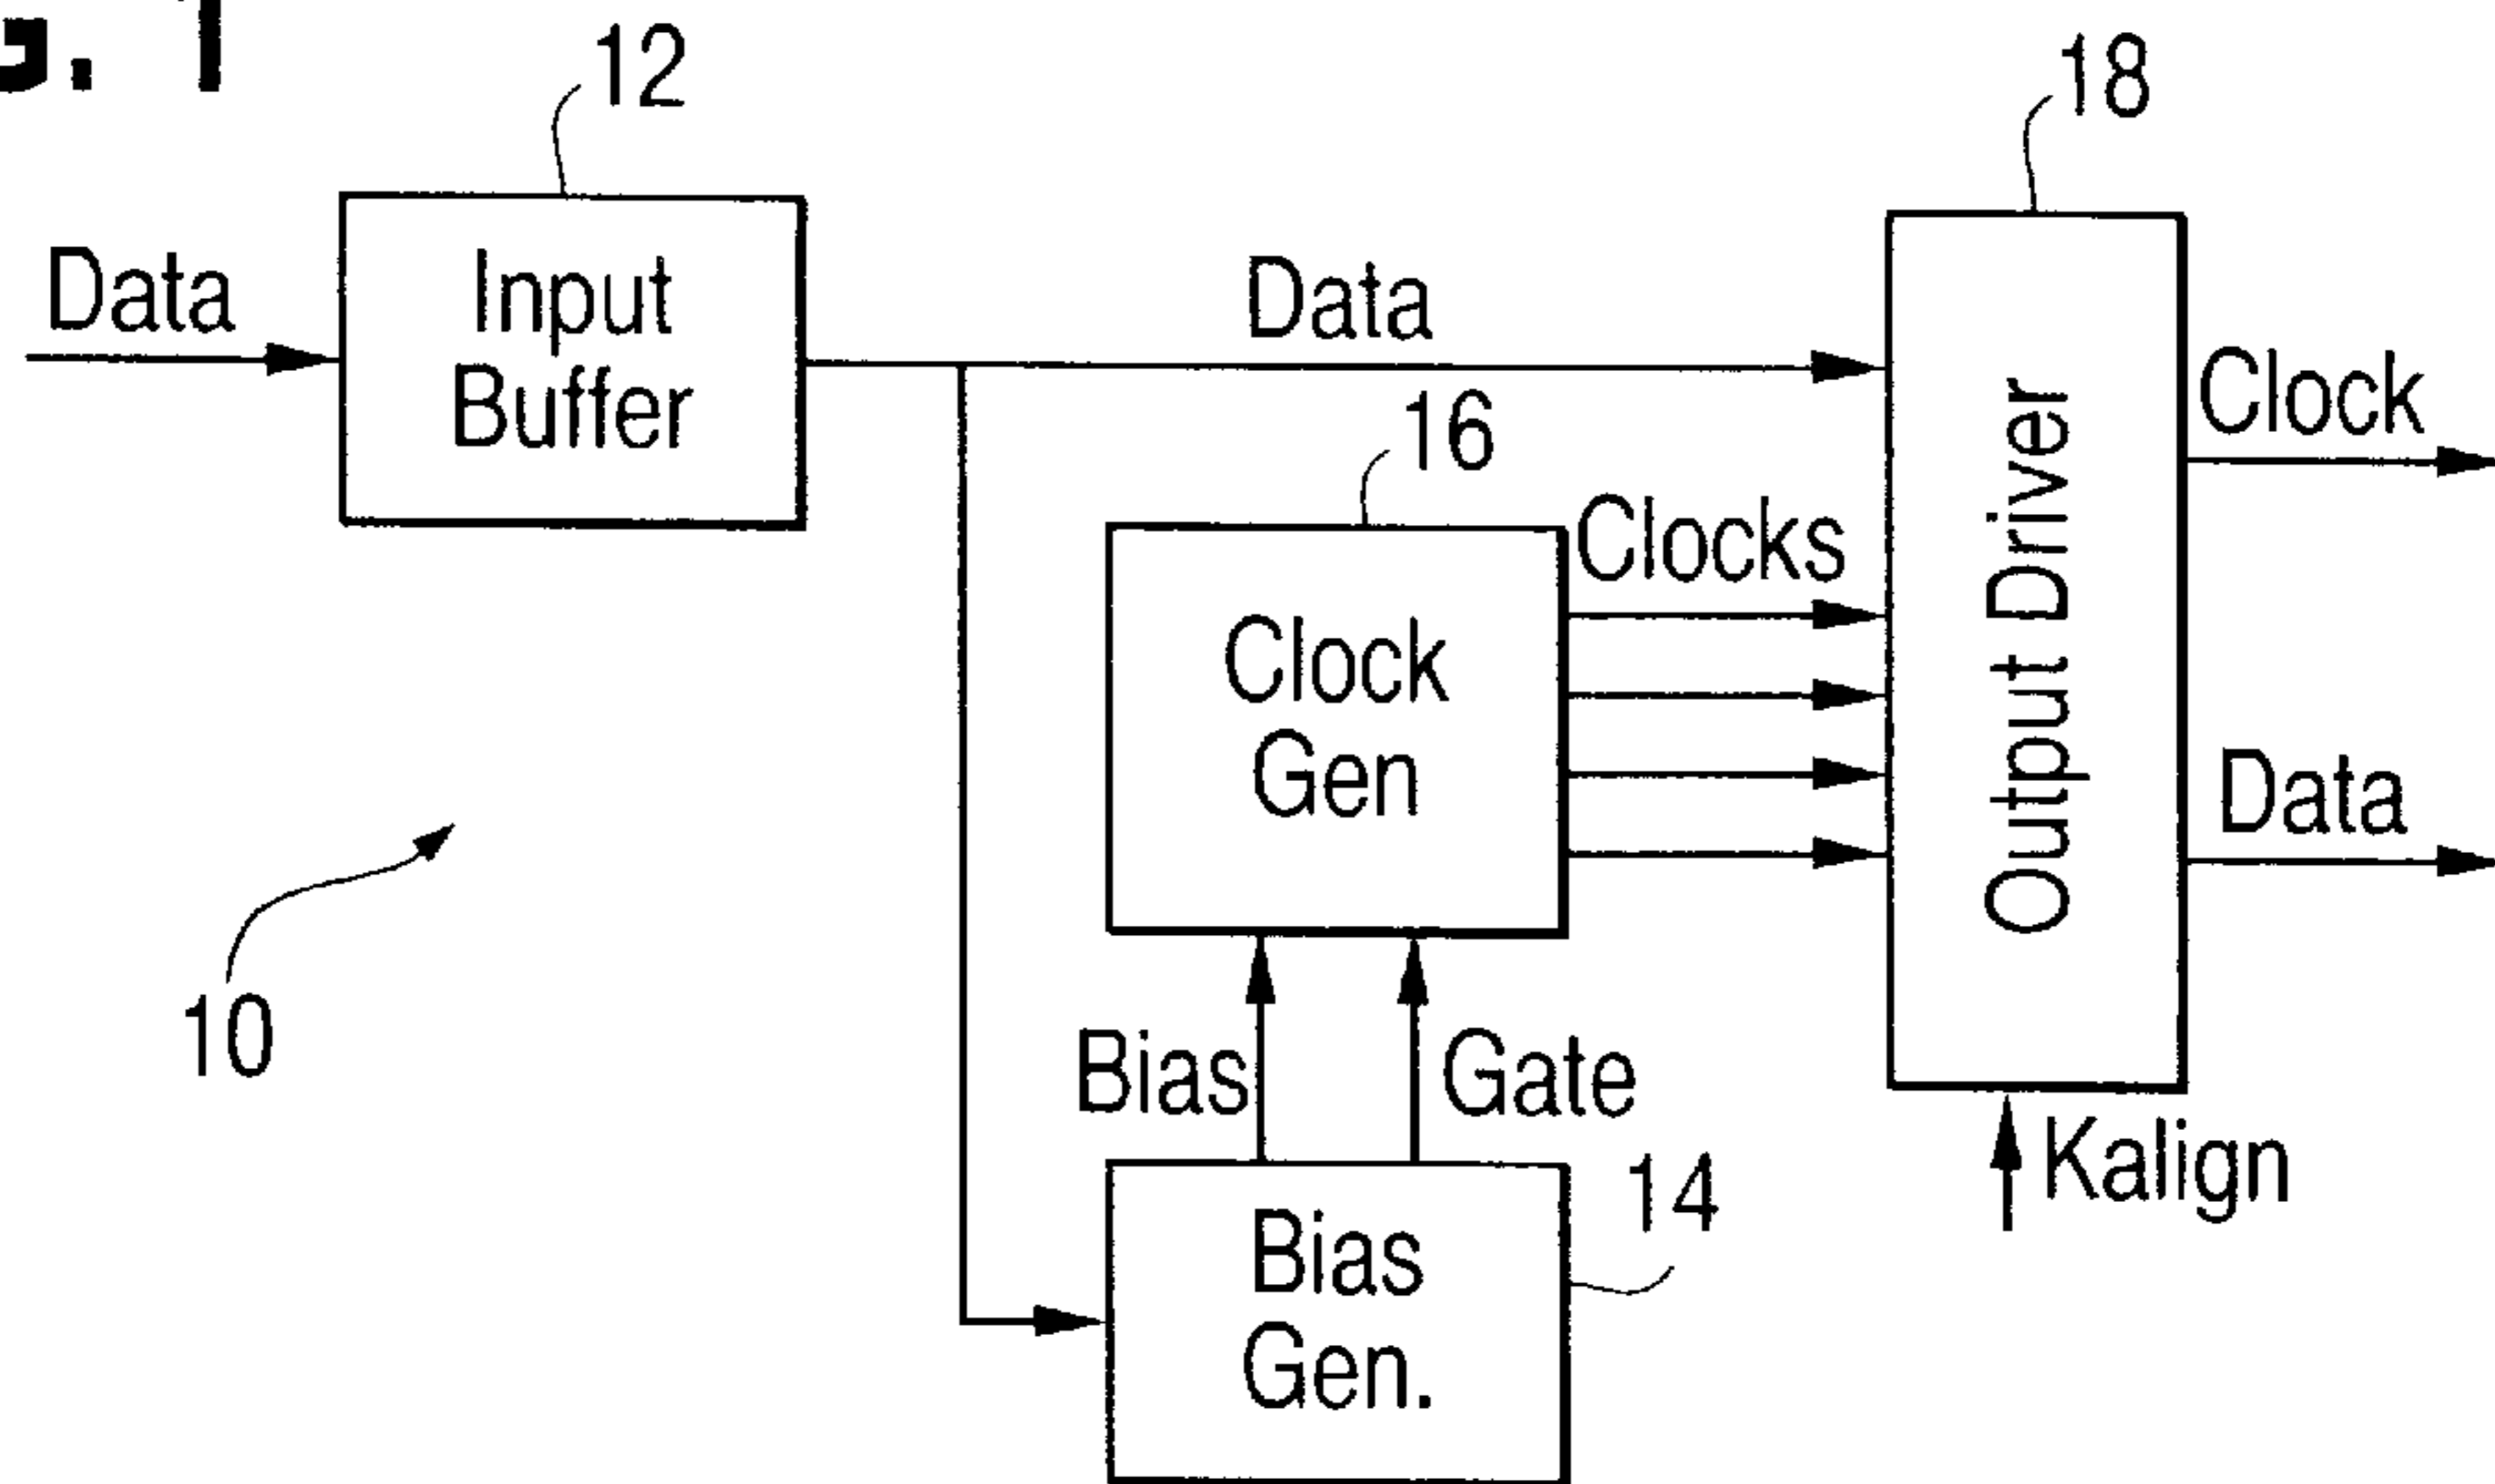 G. 1
12
18
Data
Input
Buffer
Data
16
Clocks
Clock
Gen
Output Driver
Clock
Data
10
Bias
Gate
Kalign
14
Bias
Gen.